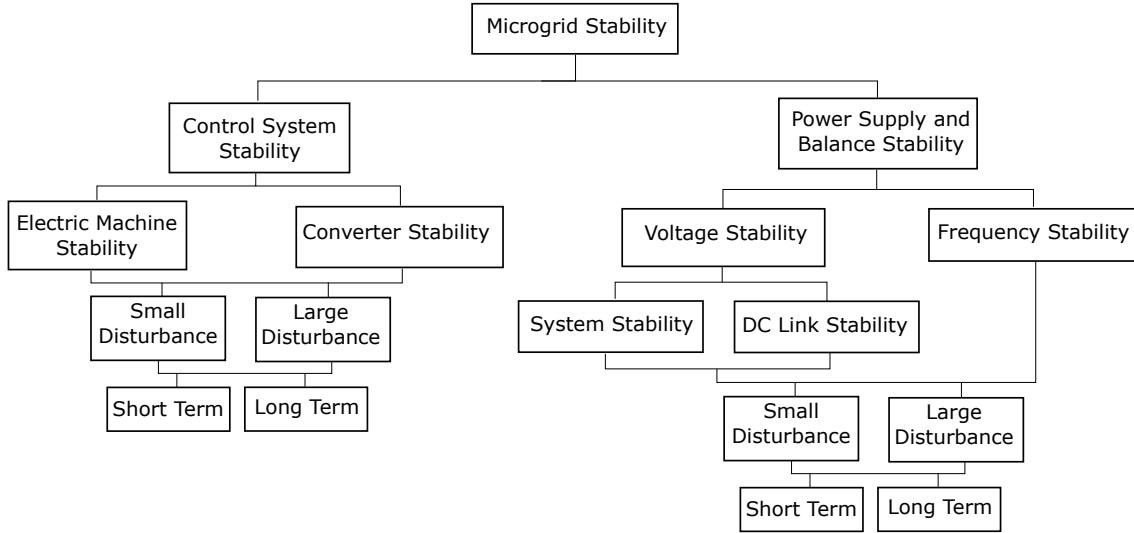 Microgrid Stability
Control System
Stability
Power Supply and
Balance Stability
Electric Machine
Stability
Converter Stability
Voltage Stability
Frequency Stability
Small
Disturbance
Large
Disturbance
System Stability
DC Link Stability
Short Term
Long Term
Small
Disturbance
Large
Disturbance
Short Term
Long Term